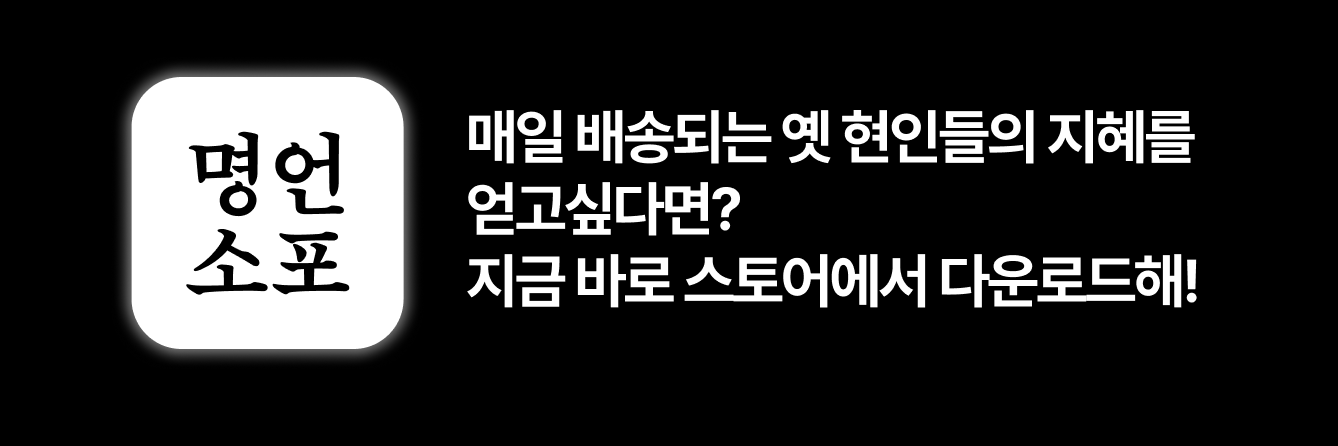 명언
소포
매일 배송되는 옛 현인들의 지혜를
얻고싶다면?
지금 바로 스토어에서 다운로드해!